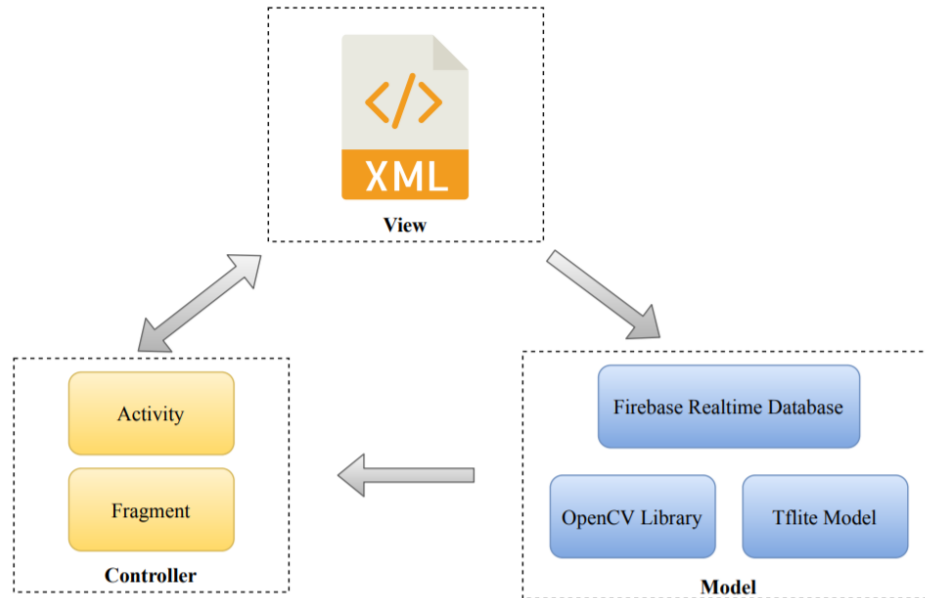 </>
XML
View
Activity
Fragment
Controller
Firebase Realtime Database
OpenCV Library
Tflite Model
Model